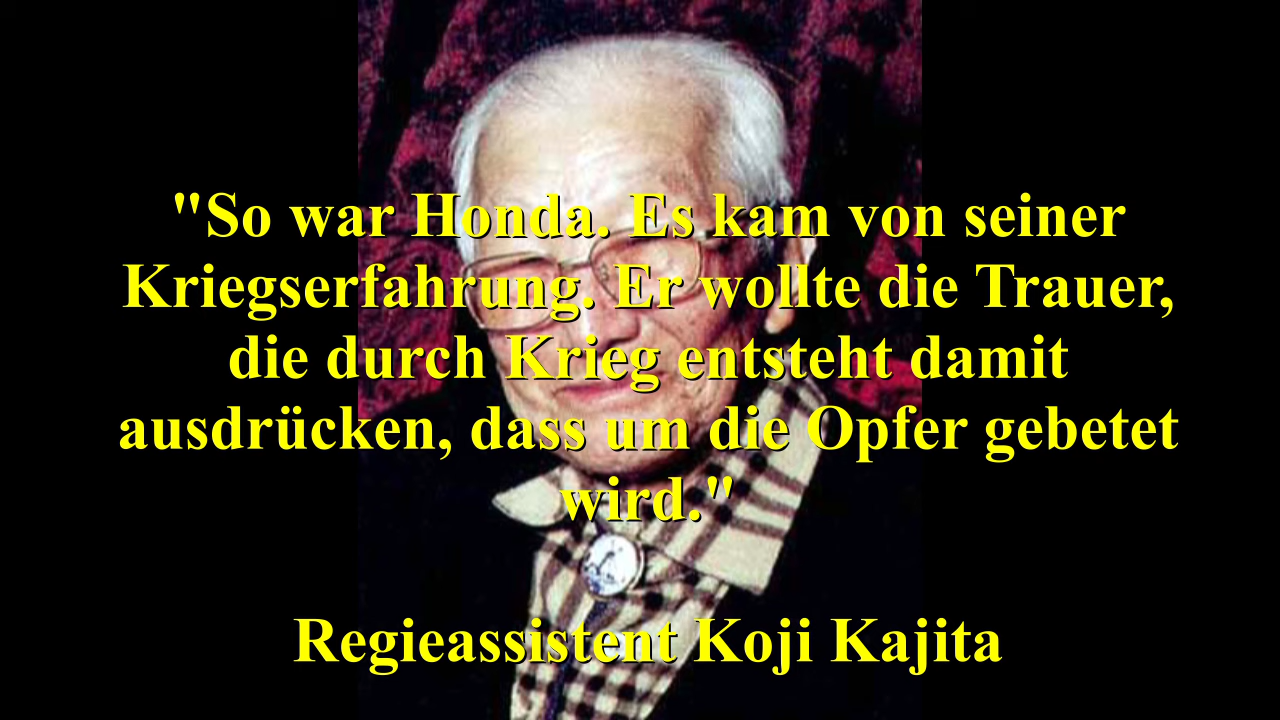 "So war Honda. Es kam von seiner
Kriegserfahrung. Er wollte die Trauer,
die durch Krieg entsteht damit
ausdrücken, dass um die Opfer gebetet
wird."
Regieassistent Koji Kajita